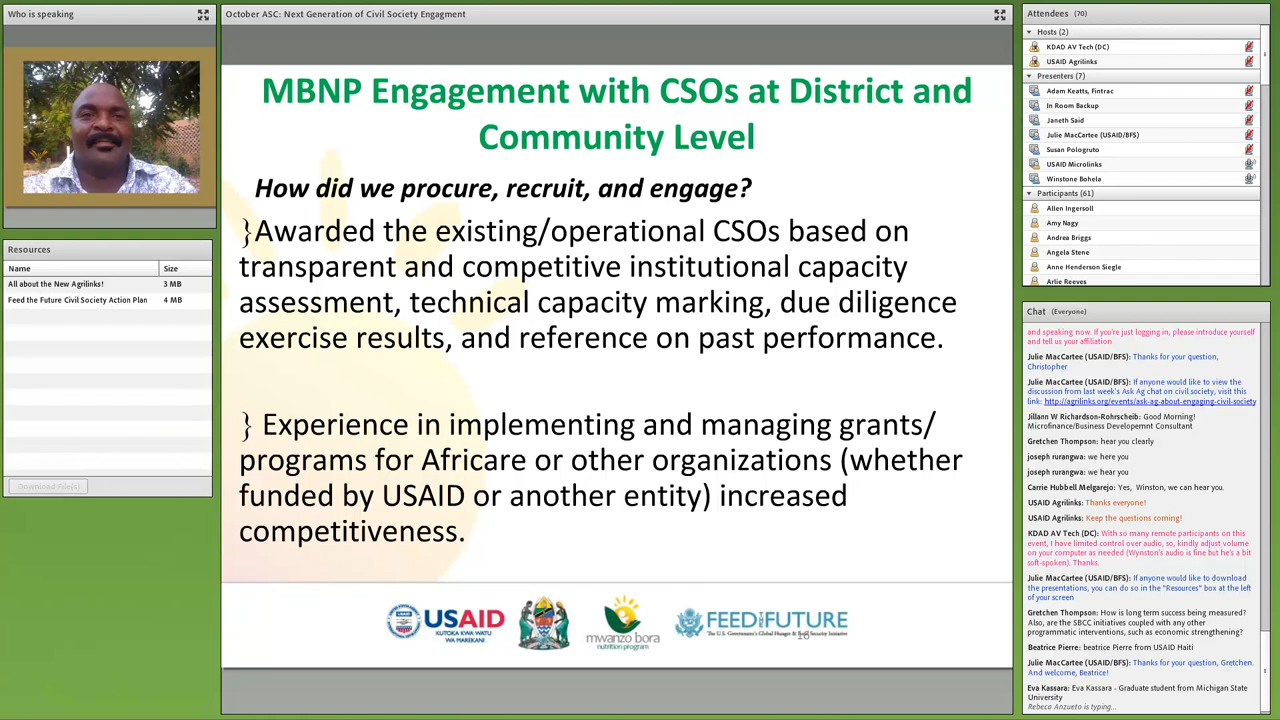 Who is speaking
October ASC: Next Generation of Civil Society Engagment
Attendees (70)
Hosts (2)
KDAD AV Tech (DC)
USAID Agrilinks
Presenters (7)
Adam Keatts, Fintrac
In Room Backup
Janeth Said
Julie MacCartee (USAID/BFS)
Susan Pologruto
USAID Microlinks
Winstone Bohela
Participants (61)
Allen Ingersoll
Amy Nagy
Andrea Briggs
Angela Stene
Anne Henderson Siegle
Arlie Reeves
Resources
Name Size
All about the New Agrilinks! 3 MB
Feed the Future Civil Society Action Plan 4 MB
Download File(s)
MBNP Engagement with CSOs at District and
Community Level
How did we procure, recruit, and engage?
}Awarded the existing/operational CSOs based on
transparent and competitive institutional capacity
assessment, technical capacity marking, due diligence
exercise results, and reference on past performance.
} Experience in implementing and managing grants/
programs for Africare or other organizations (whether
funded by USAID or another entity) increased
competitiveness.
USAID
KUTOKA KWA WATU
WA MAREKANI
mwanzo bora
nutrition program
FEED THE FUTURE
The U.S. Government's Global Hunger & Food Security Initiative
16
Chat (Everyone)
and speaking now. If you're just logging in, please introduce yourself
and tell us your affiliation
Julie MacCartee (USAID/BFS): Thanks for your question,
Christopher
Julie MacCartee (USAID/BFS): If anyone would like to view the
discussion from last week's Ask Ag chat on civil society, visit this
link: http://agrilinks.org/events/ask-ag-about-engaging-civil-society
Jillann W Richardson-Rohrscheib: Good Morning!
Microfinance/Business Developemnt Consultant
Gretchen Thompson: hear you clearly
joseph rurangwa: we here you
joseph rurangwa: we hear you
Carrie Hubbell Melgarejo: Yes, Winston, we can hear you.
USAID Agrilinks: Thanks everyone!
USAID Agrilinks: Keep the questions coming!
KDAD AV Tech (DC): With so many remote participants on this
event, I have limited control over audio, so, kindly adjust volume
on your computer as needed (Wynston's audio is fine but he's a bit
soft-spoken). Thanks.
Julie MacCartee (USAID/BFS): If anyone would like to download
the presentations, you can do so in the "Resources" box at the left
of your screen
Gretchen Thompson: How is long term success being measured?
Also, are the SBCC initiatives coupled with any other
programmatic interventions, such as economic strengthening?
Beatrice Pierre: beatrice Pierre from USAID Haiti
Julie MacCartee (USAID/BFS): Thanks for your question, Gretchen.
And welcome, Beatrice!
Eva Kassara: Eva Kassara - Graduate student from Michigan State
University
Rebeca Anzueto is typing...